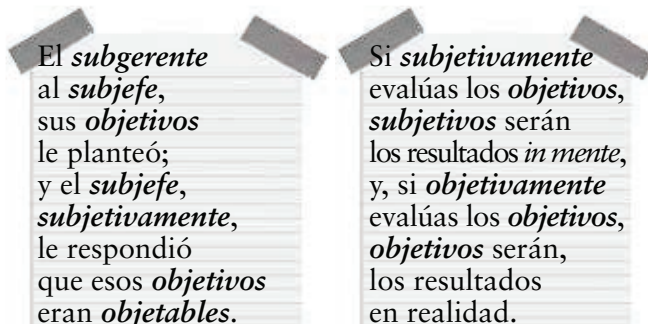 El subgerente
al subjefe,
sus objetivos
le planteó;
y el subjefe,
subjetivamente,
le respondió
que esos objetivos
eran objetables.
Si subjetivamente
evalúas los objetivos,
subjetivos serán
los resultados in mente,
y, si objetivamente
evalúas los objetivos,
objetivos serán,
los resultados
en realidad.